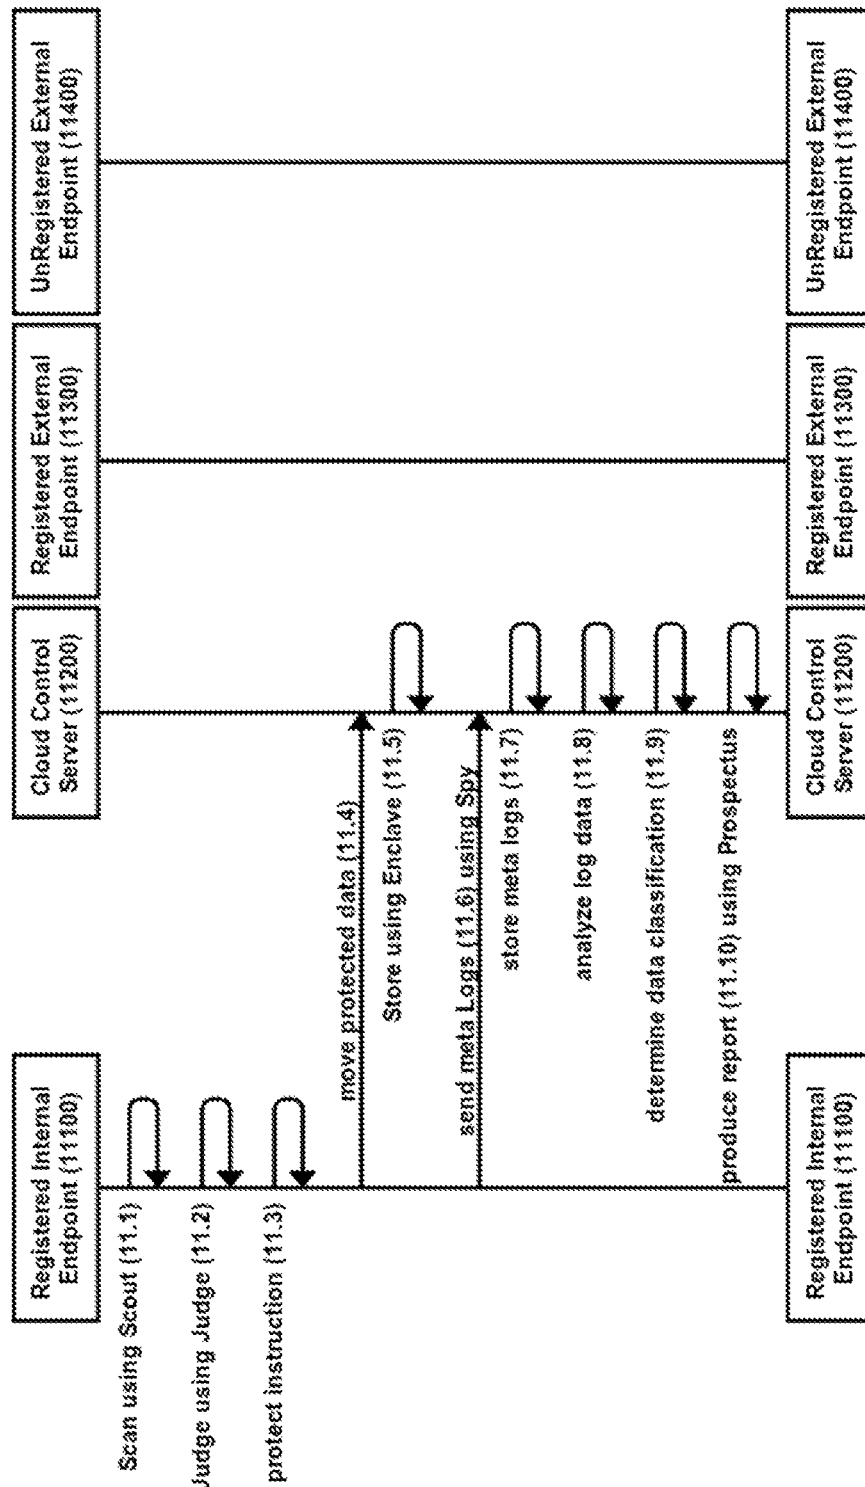 Registered Internal
Endpoint (11100)
Cloud Control
Server (11200)
Registered External
Endpoint (11300)
UnRegistered External
Endpoint (11400)
Scan using Scout (11.1)
Judge using Judge (11.2)
protect instruction (11.3)
move protected data (11.4)
Store using Enclave (11.5)
send meta Logs (11.6) using Spy
store meta logs (11.7)
analyze log data (11.8)
determine data classification (11.9)
produce report (11.10) using Prospectus
Registered Internal
Endpoint (11100)
Cloud Control
Server (11200)
Registered External
Endpoint (11300)
UnRegistered External
Endpoint (11400)